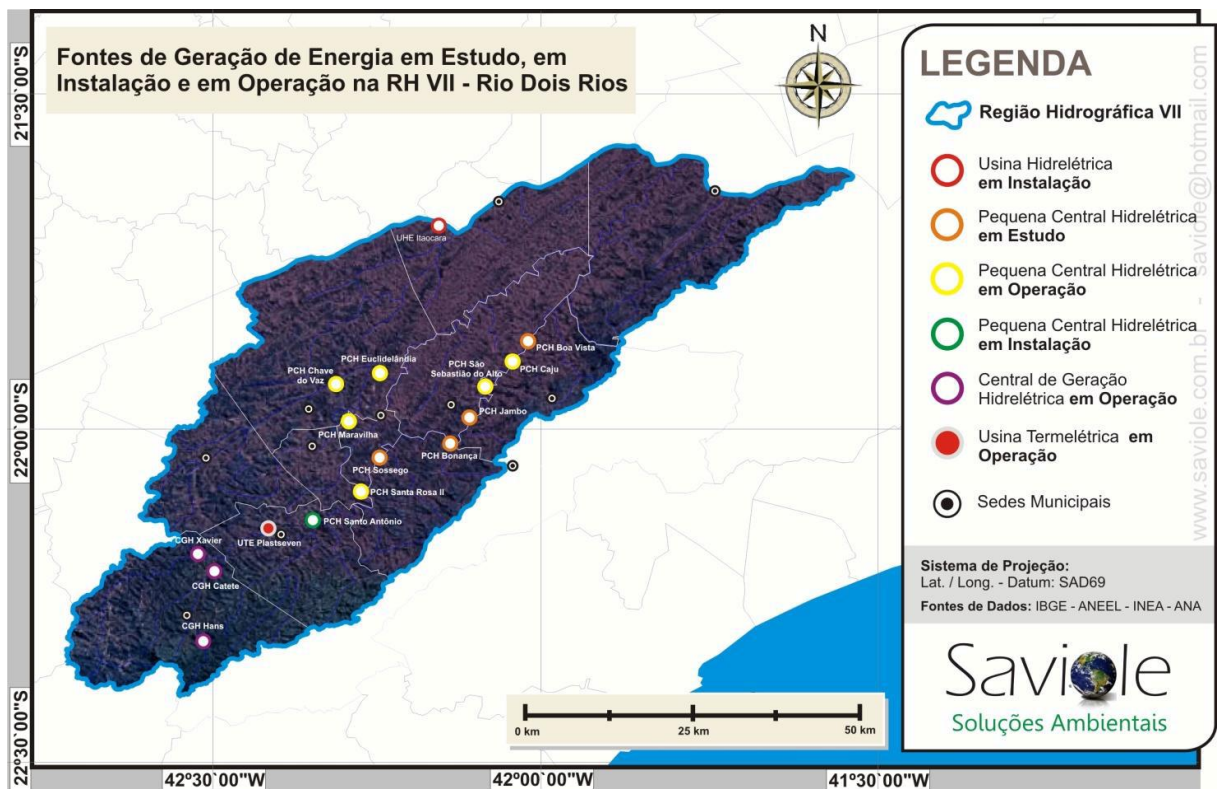 Fontes de Geração de Energia em Estudo, em
Instalação e em Operação na RH VII - Rio Dois Rios
N
21°30`00"S
22°00`00"S
22°30`00"S
42°30`00"W
42°00`00"W
41°30`00"W
UHE Itaocara
PCH Boa Vista
PCH Euclidelândia
PCH São
Sebastião do Alto
PCH Caju
PCH Chave
do Vaz
PCH Jambo
PCH Maravilha
PCH Bonança
PCH Sossego
PCH Santa Rosa II
PCH Santo Antônio
UTE Plastseven
CGH Xavier
CGH Catete
CGH Hans
0 km
25 km
50 km
LEGENDA
Região Hidrográfica VII
Usina Hidrelétrica
em Instalação
Pequena Central Hidrelétrica
em Estudo
Pequena Central Hidrelétrica
em Operação
Pequena Central Hidrelétrica
em Instalação
Central de Geração
Hidrelétrica em Operação
Usina Termelétrica em
Operação
Sedes Municipais
Sistema de Projeção:
Lat. / Long. - Datum: SAD69
Fontes de Dados: IBGE - ANEEL - INEA - ANA
Saviole
Soluções Ambientais
www.saviole.com.br - saviole@hotmail.com